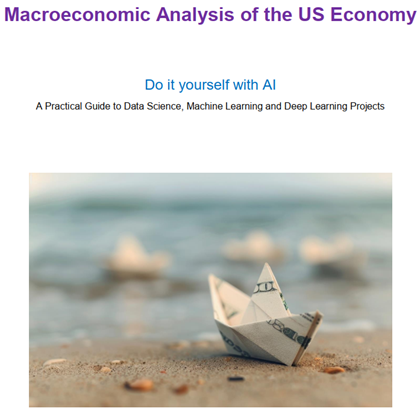 Macroeconomic Analysis of the US Economy
Do it yourself with AI
A Practical Guide to Data Science, Machine Learning and Deep Learning Projects